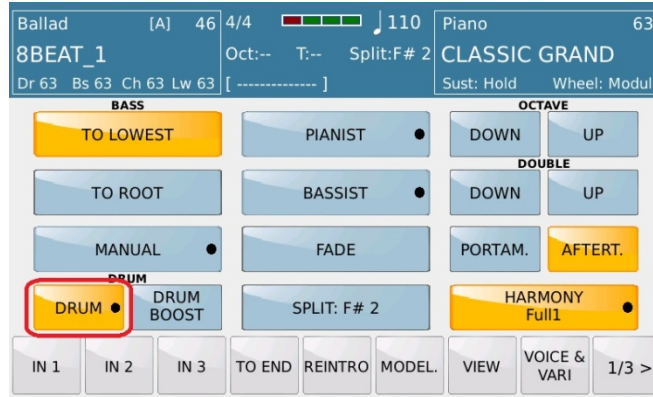 Ballad [A] 46
8BEAT_1
Dr 63 Bs 63 Ch 63 Lw 63
4/4 110
Oct:-- T:-- Split:F# 2
[ ------------- ]
Piano 63
CLASSIC GRAND
Sust: Hold Wheel: Modul
BASS
TO LOWEST
TO ROOT
MANUAL
DRUM
DRUM
DRUM
BOOST
PIANIST
BASSIST
FADE
SPLIT: F# 2
OCTAVE
DOWN UP
DOUBLE
DOWN UP
PORTAM. AFTERT.
HARMONY
Full1
IN 1 IN 2 IN 3 TO END REINTRO MODEL. VIEW VOICE &
VARI
1/3 >